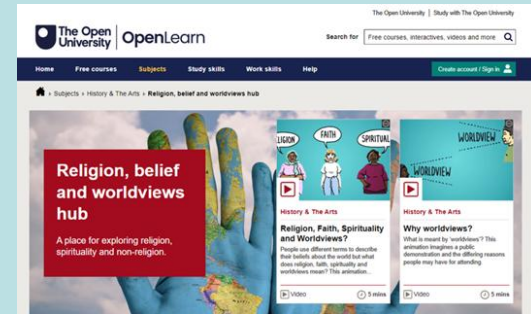 The Open University | Study with The Open University
The Open
University
OpenLearn
Search for
Free courses, interactives, videos and more
Home Free courses Subjects Study skills Work skills Help
Create account / Sign in
› Subjects › History & The Arts › Religion, belief and worldviews hub
Religion, belief
and worldviews
hub
A place for exploring religion,
spirituality and non-religion.
FAITH
SPIRITUAL
History & The Arts
Religion, Faith, Spirituality
and Worldviews?
People use different terms to describe
their beliefs about the world but what
does religion, faith, spirituality and
worldviews mean? This animation...
Video 5 mins
WORLDVIEW
WORLDVIEW
History & The Arts
Why worldviews?
What is meant by 'worldviews'? This
animation imagines a public
demonstration and the differing reasons
people may have for attending
Video 5 mins